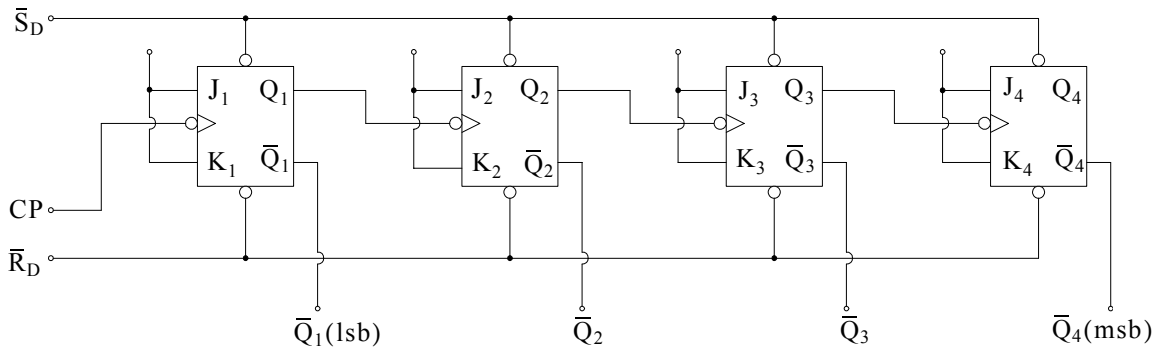 S̅D
J1 Q1 J2 Q2 J3 Q3 J4 Q4
K1 Q̅1 K2 Q̅2 K3 Q̅3 K4 Q̅4
CP
R̅D
Q̅1(lsb) Q̅2 Q̅3 Q̅4(msb)